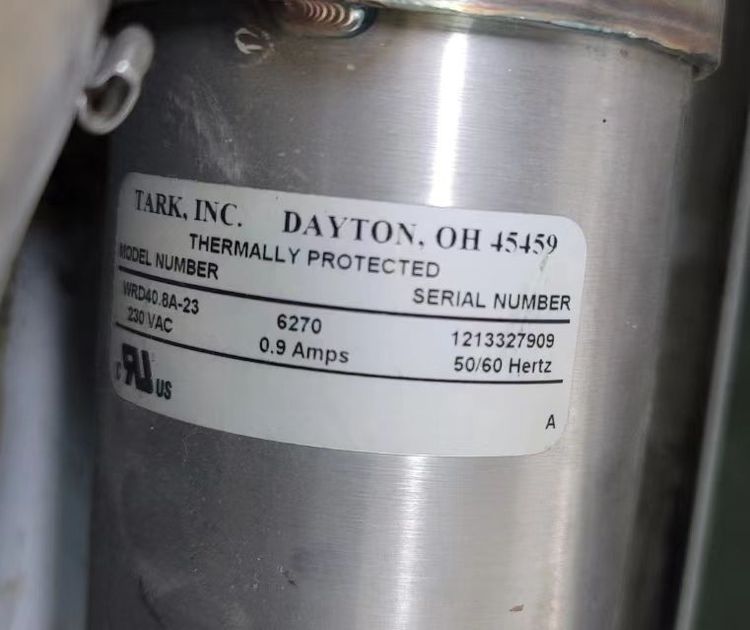 TARK, INC. DAYTON, OH 45459
THERMALLY PROTECTED
MODEL NUMBER SERIAL NUMBER
WRD40.8A-23 6270 1213327909
230 VAC 0.9 Amps 50/60 Hertz
c RU US
A